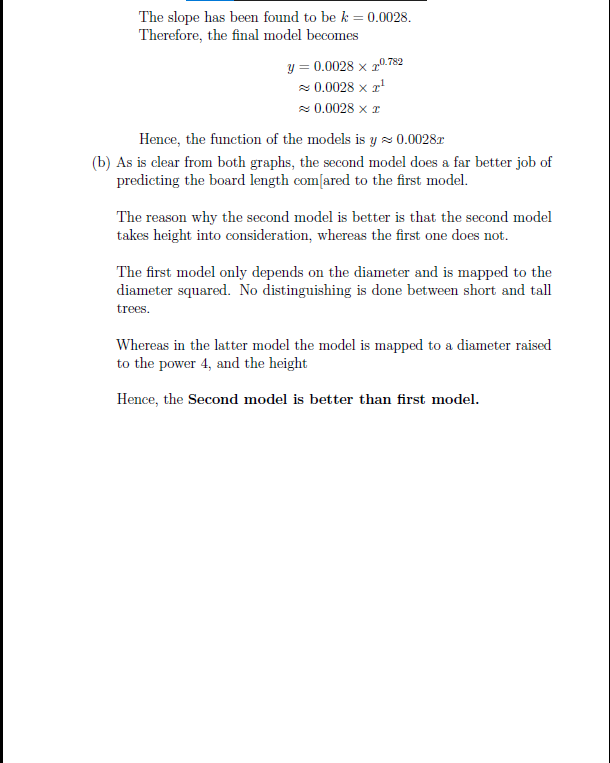 The slope has been found to be k = 0.0028.
Therefore, the final model becomes
y = 0.0028 × x^0.782
≈ 0.0028 × x^1
≈ 0.0028 × x
Hence, the function of the models is y ≈ 0.0028x
(b) As is clear from both graphs, the second model does a far better job of
predicting the board length com[ared to the first model.
The reason why the second model is better is that the second model
takes height into consideration, whereas the first one does not.
The first model only depends on the diameter and is mapped to the
diameter squared. No distinguishing is done between short and tall
trees.
Whereas in the latter model the model is mapped to a diameter raised
to the power 4, and the height
Hence, the Second model is better than first model.